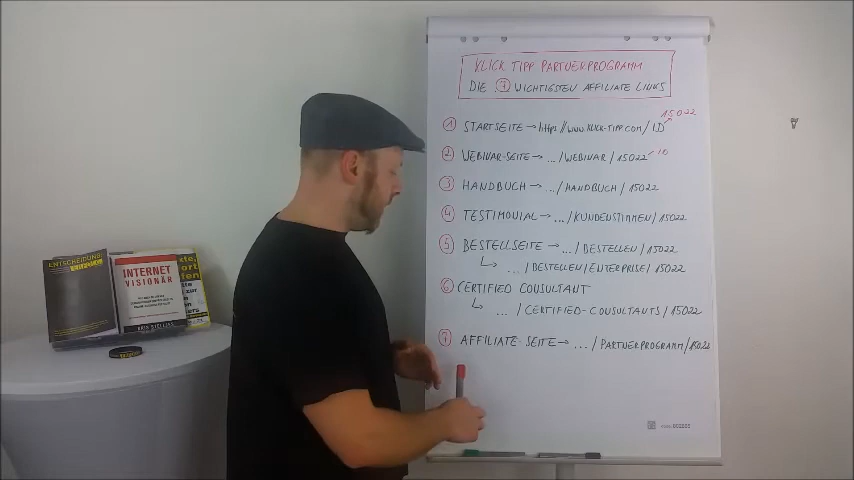 KLICK TIPP PARTNERPROGRAMM
DIE 7 WICHTIGSTEN AFFILIATE LINKS
15022
① STARTSEITE → https://www.klick-tipp.com/ID
② WEBINAR-SEITE → .../WEBINAR/15022 ID
③ HANDBUCH → .../HANDBUCH/15022
④ TESTIMONIAL → .../KUNDENSTIMMEN/15022
⑤ BESTELLSEITE → .../BESTELLEN/15022
↳ .../BESTELLEN/ENTERPRISE/15022
⑥ CERTIFIED CONSULTANT
↳ .../CERTIFIED-CONSULTANTS/15022
⑦ AFFILIATE-SEITE → .../PARTNERPROGRAMM/15022
ENTSCHEIDUNG:
INTERNET
VISIONÄR